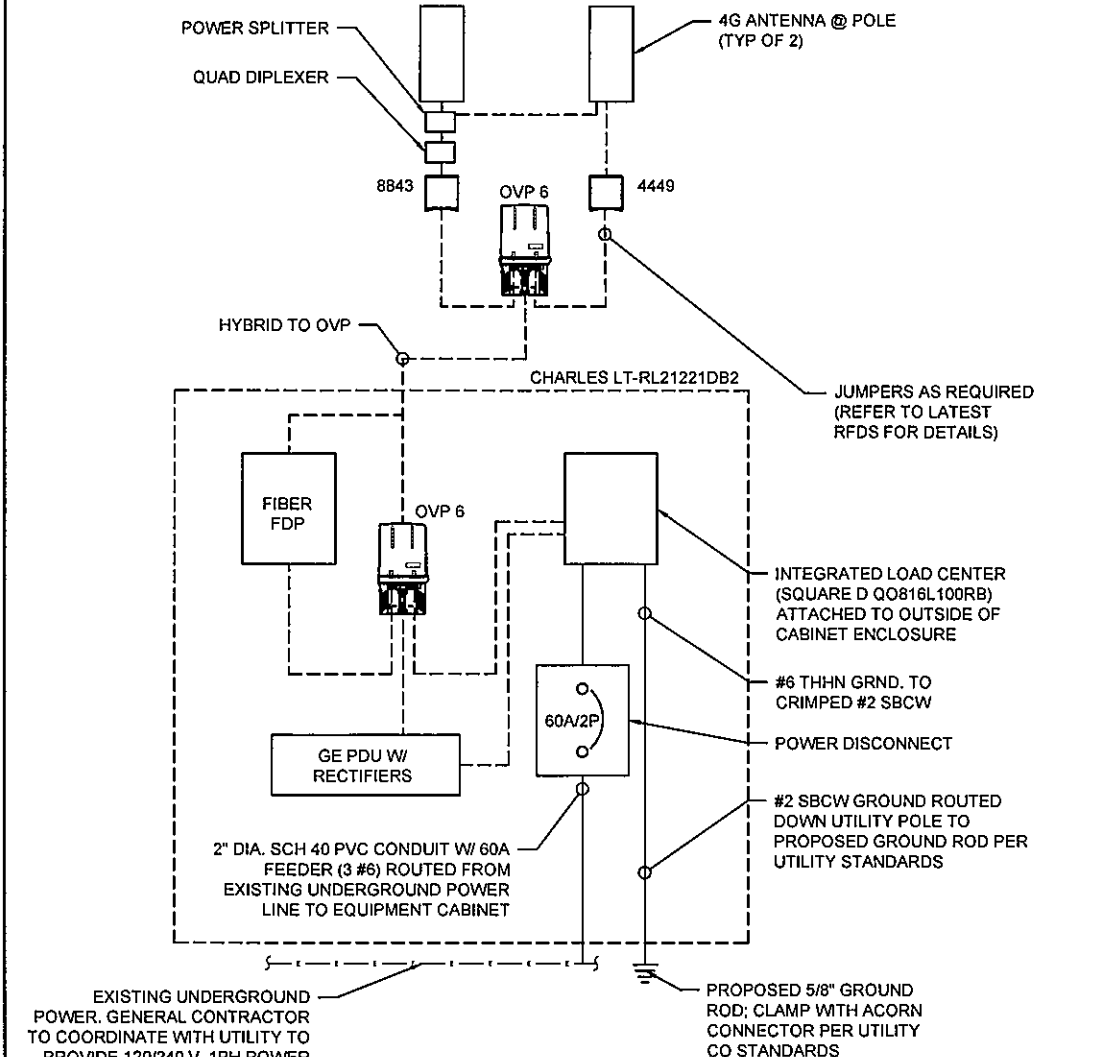 POWER SPLITTER
4G ANTENNA @ POLE
(TYP OF 2)
QUAD DIPLEXER
8843
OVP 6
4449
HYBRID TO OVP
CHARLES LT-RL21221DB2
JUMPERS AS REQUIRED
(REFER TO LATEST
RFDS FOR DETAILS)
FIBER
FDP
OVP 6
INTEGRATED LOAD CENTER
(SQUARE D QO816L100RB)
ATTACHED TO OUTSIDE OF
CABINET ENCLOSURE
#6 THHN GRND. TO
CRIMPED #2 SBCW
60A/2P
POWER DISCONNECT
GE PDU W/
RECTIFIERS
#2 SBCW GROUND ROUTED
DOWN UTILITY POLE TO
PROPOSED GROUND ROD PER
UTILITY STANDARDS
2" DIA. SCH 40 PVC CONDUIT W/ 60A
FEEDER (3 #6) ROUTED FROM
EXISTING UNDERGROUND POWER
LINE TO EQUIPMENT CABINET
EXISTING UNDERGROUND
POWER. GENERAL CONTRACTOR
TO COORDINATE WITH UTILITY TO
PROVIDE 120/240 V, 1PH POWER
PROPOSED 5/8" GROUND
ROD; CLAMP WITH ACORN
CONNECTOR PER UTILITY
CO STANDARDS